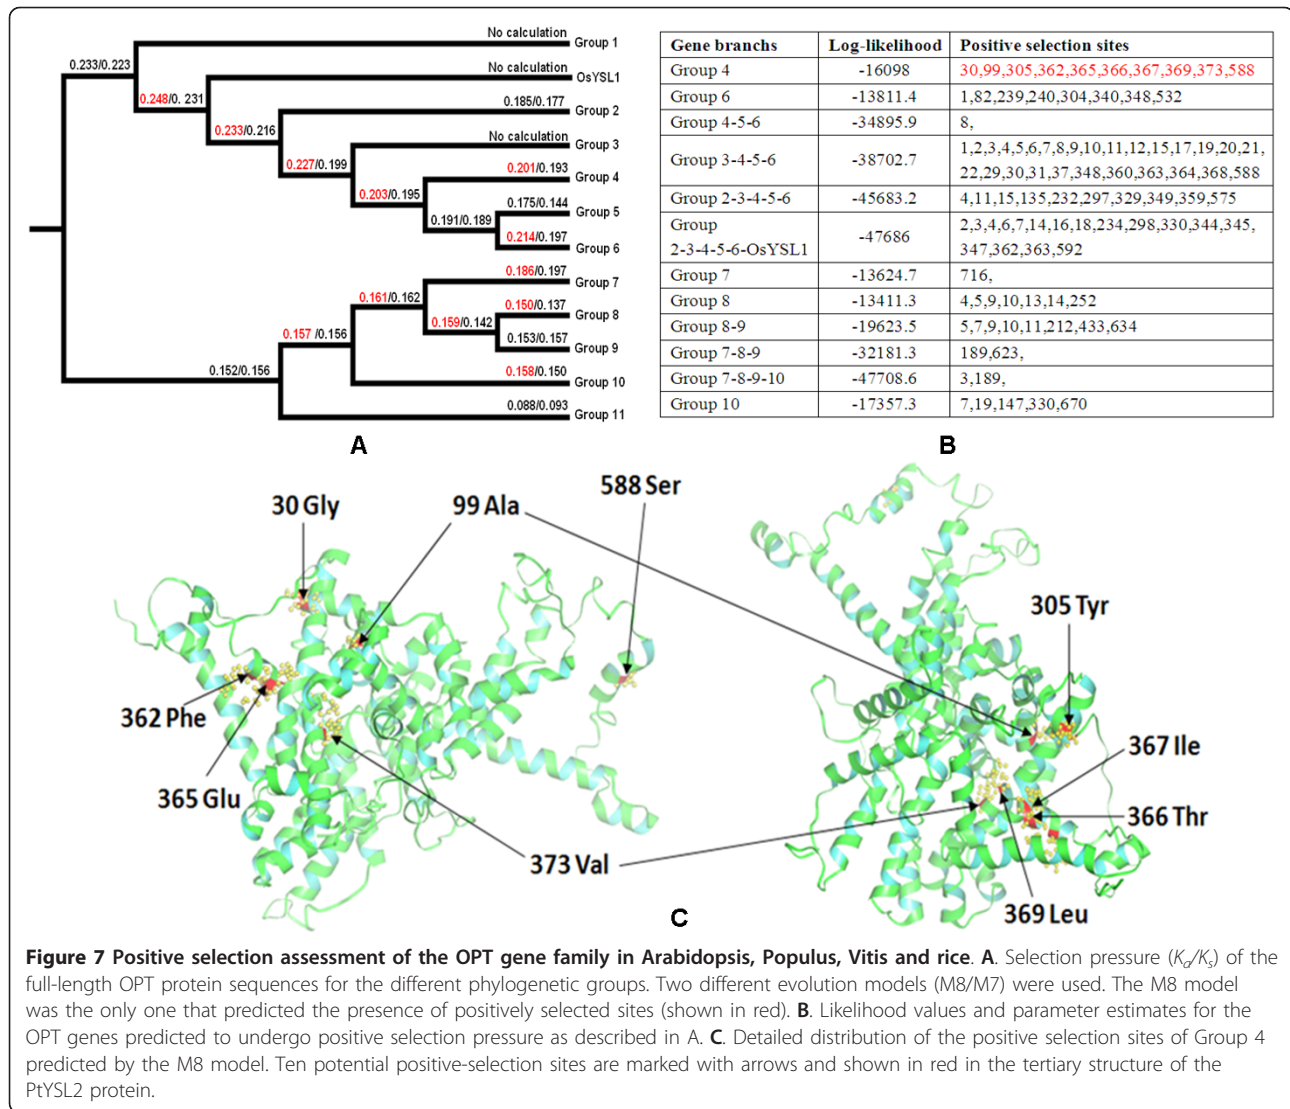 No calculation
Group 1
0.233/0.223
No calculation
OsYSL1
0.248/0. 231
0.185/0.177
Group 2
0.233/0.216
No calculation
Group 3
0.227/0.199
0.201/0.193
Group 4
0.203/0.195
0.175/0.144
Group 5
0.191/0.189
0.214/0.197
Group 6
0.186/0.197
Group 7
0.161/0.162
0.150/0.137
Group 8
0.159/0.142
0.153/0.157
Group 9
0.157 /0.156
0.158/0.150
Group 10
0.152/0.156
0.088/0.093
Group 11
A
Gene branchs Log-likelihood Positive selection sites
Group 4 -16098 30,99,305,362,365,366,367,369,373,588
Group 6 -13811.4 1,82,239,240,304,340,348,532
Group 4-5-6 -34895.9 8,
Group 3-4-5-6 -38702.7 1,2,3,4,5,6,7,8,9,10,11,12,15,17,19,20,21,
22,29,30,31,37,348,360,363,364,368,588
Group 2-3-4-5-6 -45683.2 4,11,15,135,232,297,329,349,359,575
Group
2-3-4-5-6-OsYSL1 -47686 2,3,4,6,7,14,16,18,234,298,330,344,345,
347,362,363,592
Group 7 -13624.7 716,
Group 8 -13411.3 4,5,9,10,13,14,252
Group 8-9 -19623.5 5,7,9,10,11,212,433,634
Group 7-8-9 -32181.3 189,623,
Group 7-8-9-10 -47708.6 3,189,
Group 10 -17357.3 7,19,147,330,670
B
30 Gly
99 Ala
588 Ser
362 Phe
365 Glu
373 Val
305 Tyr
367 Ile
366 Thr
369 Leu
C
Figure 7 Positive selection assessment of the OPT gene family in Arabidopsis, Populus, Vitis and rice. A. Selection pressure (Ka/Ks) of the
full-length OPT protein sequences for the different phylogenetic groups. Two different evolution models (M8/M7) were used. The M8 model
was the only one that predicted the presence of positively selected sites (shown in red). B. Likelihood values and parameter estimates for the
OPT genes predicted to undergo positive selection pressure as described in A. C. Detailed distribution of the positive selection sites of Group 4
predicted by the M8 model. Ten potential positive-selection sites are marked with arrows and shown in red in the tertiary structure of the
PtYSL2 protein.